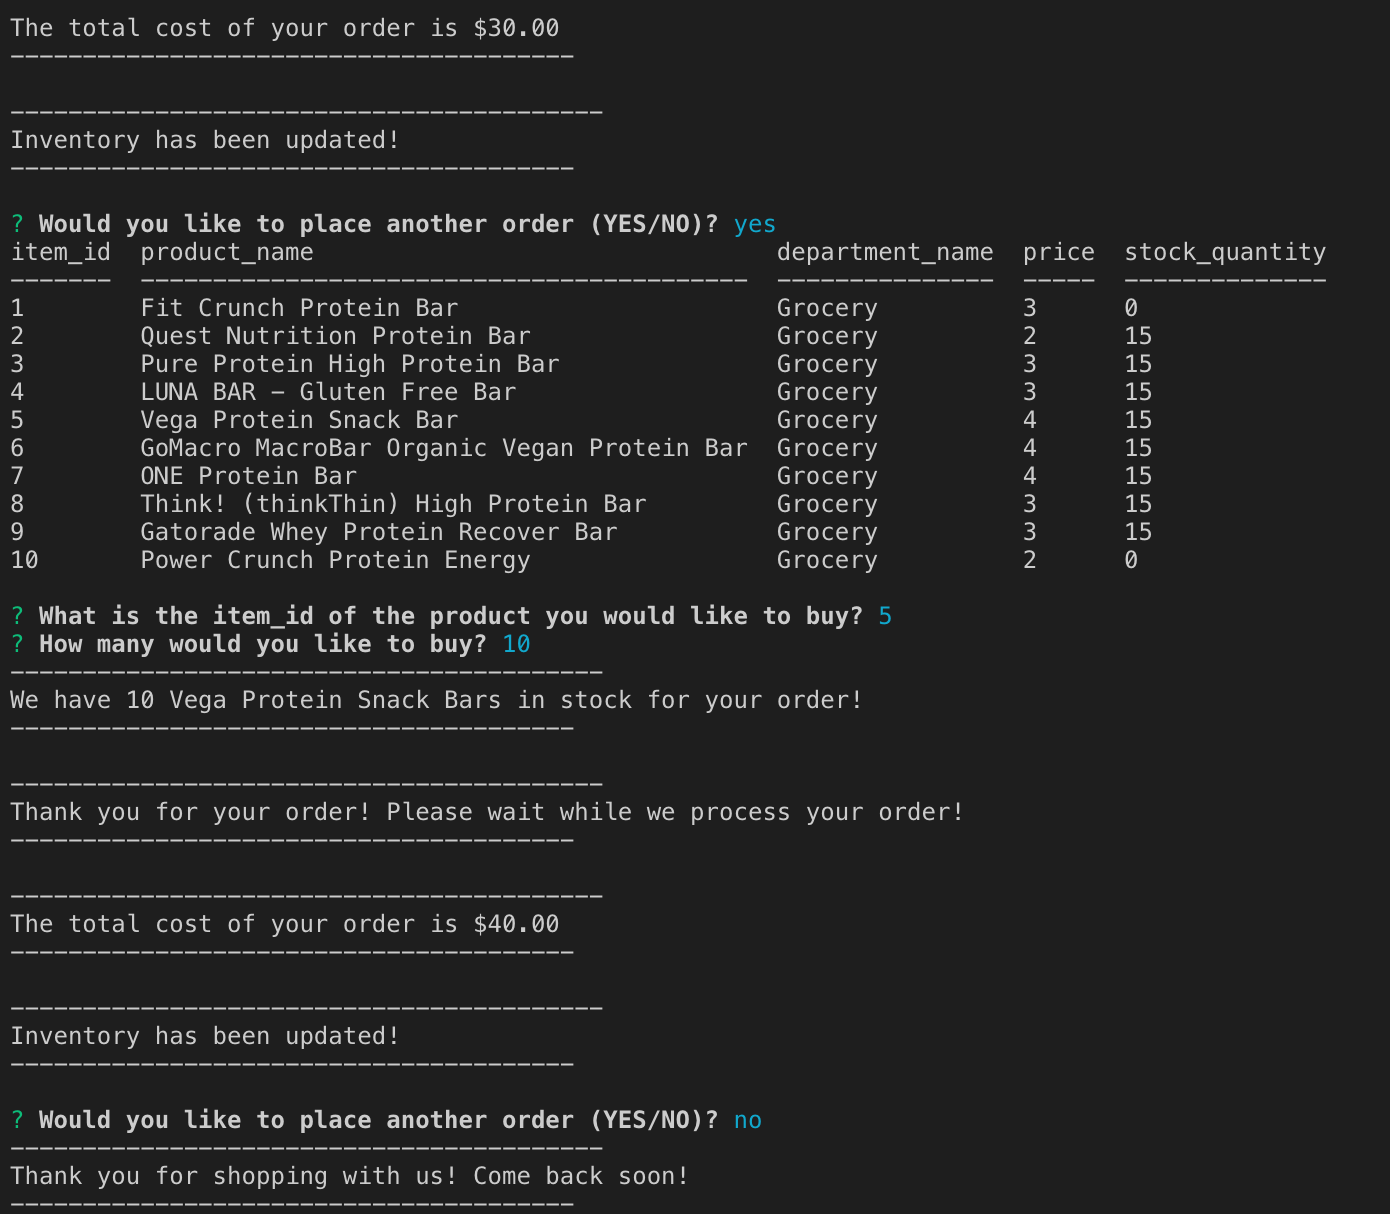 The total cost of your order is $30.00
---------------------------------------

-----------------------------------------
Inventory has been updated!
---------------------------------------

? Would you like to place another order (YES/NO)? yes
item_id  product_name                                department_name  price  stock_quantity
-------  ------------------------------------------  ---------------  -----  --------------
1        Fit Crunch Protein Bar                      Grocery          3      0
2        Quest Nutrition Protein Bar                 Grocery          2      15
3        Pure Protein High Protein Bar               Grocery          3      15
4        LUNA BAR – Gluten Free Bar                  Grocery          3      15
5        Vega Protein Snack Bar                      Grocery          4      15
6        GoMacro MacroBar Organic Vegan Protein Bar  Grocery          4      15
7        ONE Protein Bar                             Grocery          4      15
8        Think! (thinkThin) High Protein Bar         Grocery          3      15
9        Gatorade Whey Protein Recover Bar           Grocery          3      15
10       Power Crunch Protein Energy                 Grocery          2      0

? What is the item_id of the product you would like to buy? 5
? How many would you like to buy? 10
-----------------------------------------
We have 10 Vega Protein Snack Bars in stock for your order!
---------------------------------------

-----------------------------------------
Thank you for your order! Please wait while we process your order!
---------------------------------------

-----------------------------------------
The total cost of your order is $40.00
---------------------------------------

-----------------------------------------
Inventory has been updated!
---------------------------------------

? Would you like to place another order (YES/NO)? no
-----------------------------------------
Thank you for shopping with us! Come back soon!
---------------------------------------